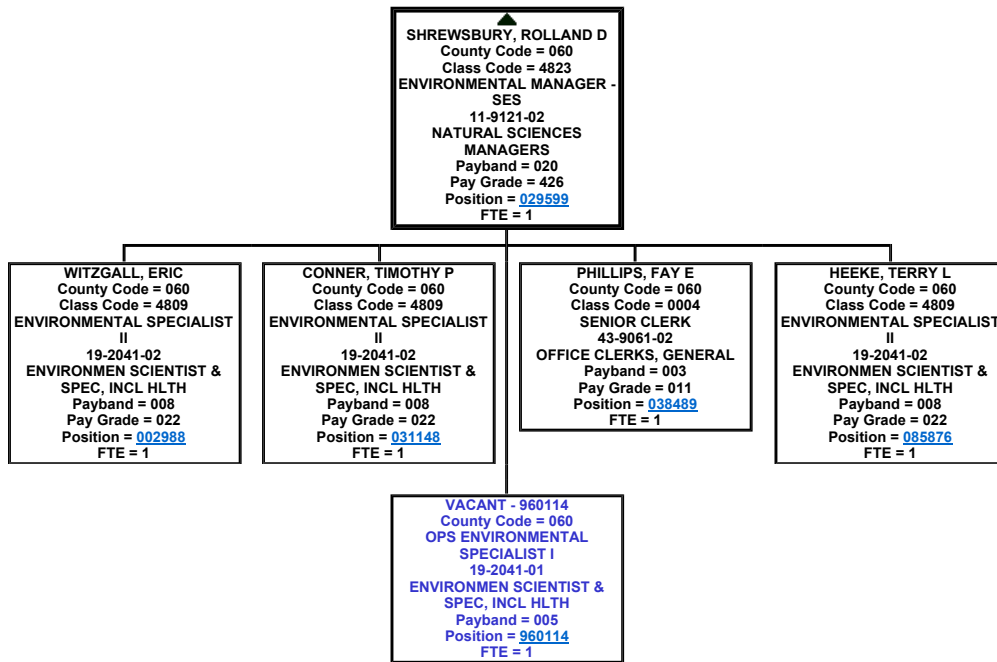 SHREWSBURY, ROLLAND D
County Code = 060
Class Code = 4823
ENVIRONMENTAL MANAGER -
SES
11-9121-02
NATURAL SCIENCES
MANAGERS
Payband = 020
Pay Grade = 426
Position = 029599
FTE = 1
WITZGALL, ERIC
County Code = 060
Class Code = 4809
ENVIRONMENTAL SPECIALIST
II
19-2041-02
ENVIRONMEN SCIENTIST &
SPEC, INCL HLTH
Payband = 008
Pay Grade = 022
Position = 002988
FTE = 1
CONNER, TIMOTHY P
County Code = 060
Class Code = 4809
ENVIRONMENTAL SPECIALIST
II
19-2041-02
ENVIRONMEN SCIENTIST &
SPEC, INCL HLTH
Payband = 008
Pay Grade = 022
Position = 031148
FTE = 1
PHILLIPS, FAY E
County Code = 060
Class Code = 0004
SENIOR CLERK
43-9061-02
OFFICE CLERKS, GENERAL
Payband = 003
Pay Grade = 011
Position = 038489
FTE = 1
HEEKE, TERRY L
County Code = 060
Class Code = 4809
ENVIRONMENTAL SPECIALIST
II
19-2041-02
ENVIRONMEN SCIENTIST &
SPEC, INCL HLTH
Payband = 008
Pay Grade = 022
Position = 085876
FTE = 1
VACANT - 960114
County Code = 060
OPS ENVIRONMENTAL
SPECIALIST I
19-2041-01
ENVIRONMEN SCIENTIST &
SPEC, INCL HLTH
Payband = 005
Position = 960114
FTE = 1